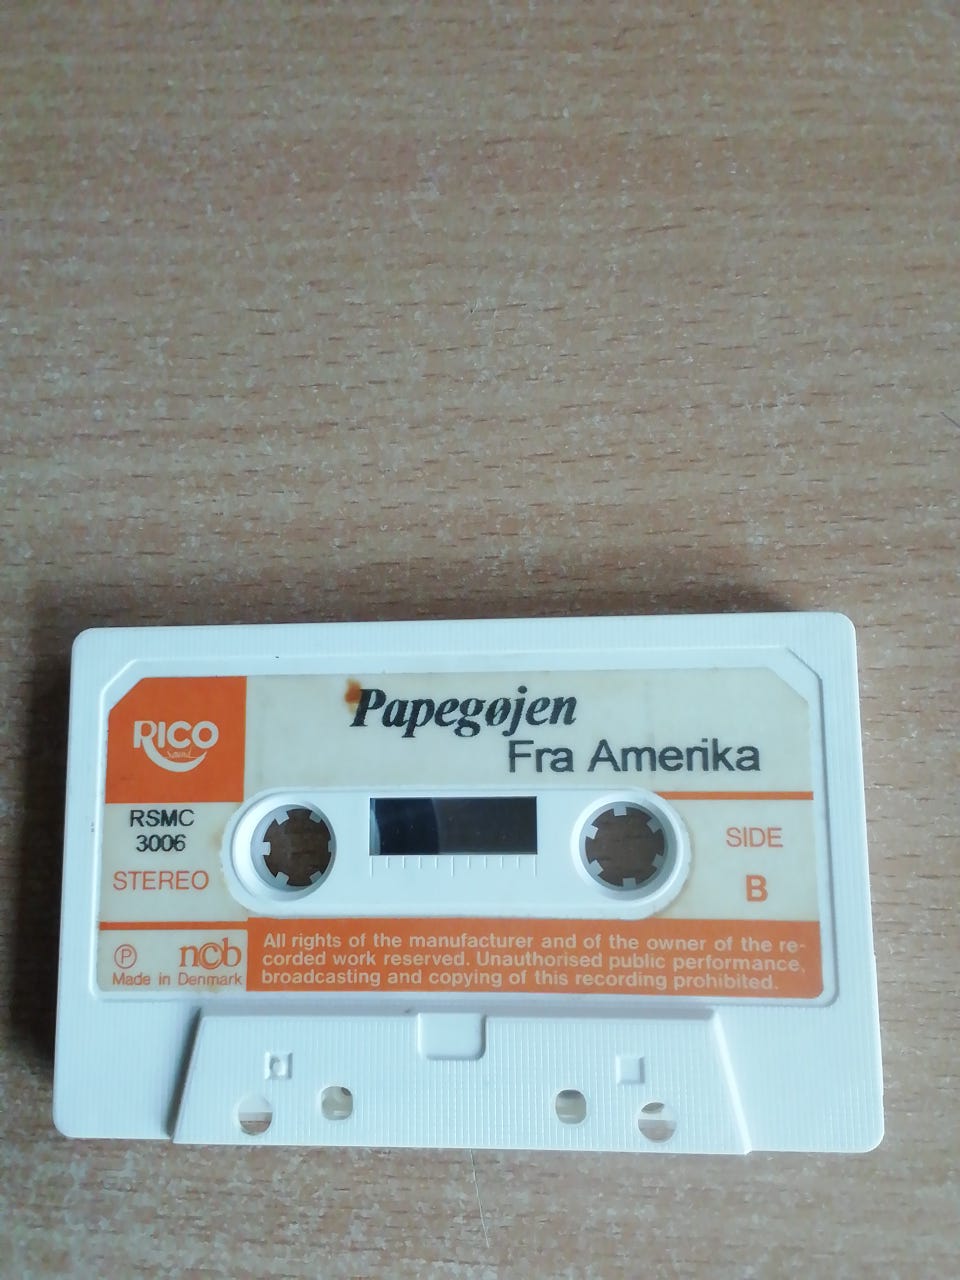 Papegøjen
Fra Amerika
RICO
sound
RSMC
3006
STEREO
SIDE
B
Ⓟ ncb
Made in Denmark
All rights of the manufacturer and of the owner of the re-
corded work reserved. Unauthorised public performance,
broadcasting and copying of this recording prohibited.